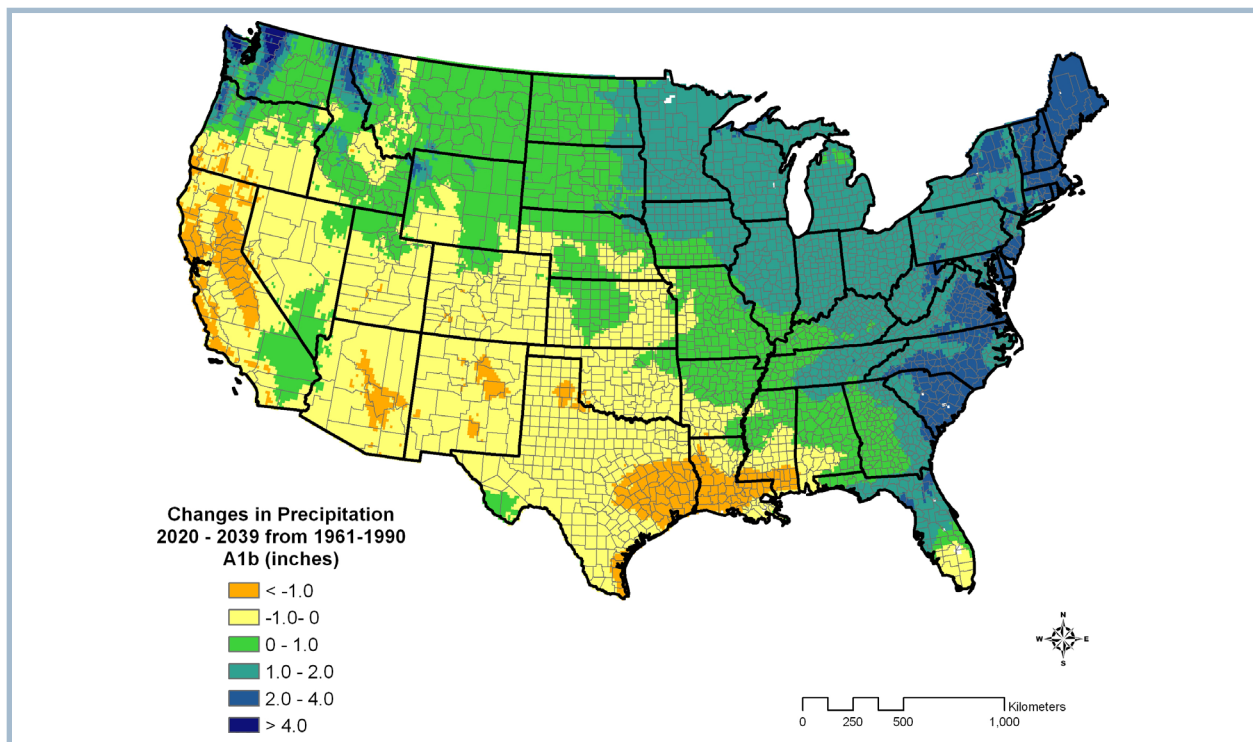 Changes in Precipitation
2020 - 2039 from 1961-1990
A1b (inches)
< -1.0
-1.0- 0
0 - 1.0
1.0 - 2.0
2.0 - 4.0
> 4.0
N
W E
S
Kilometers
0 250 500 1,000